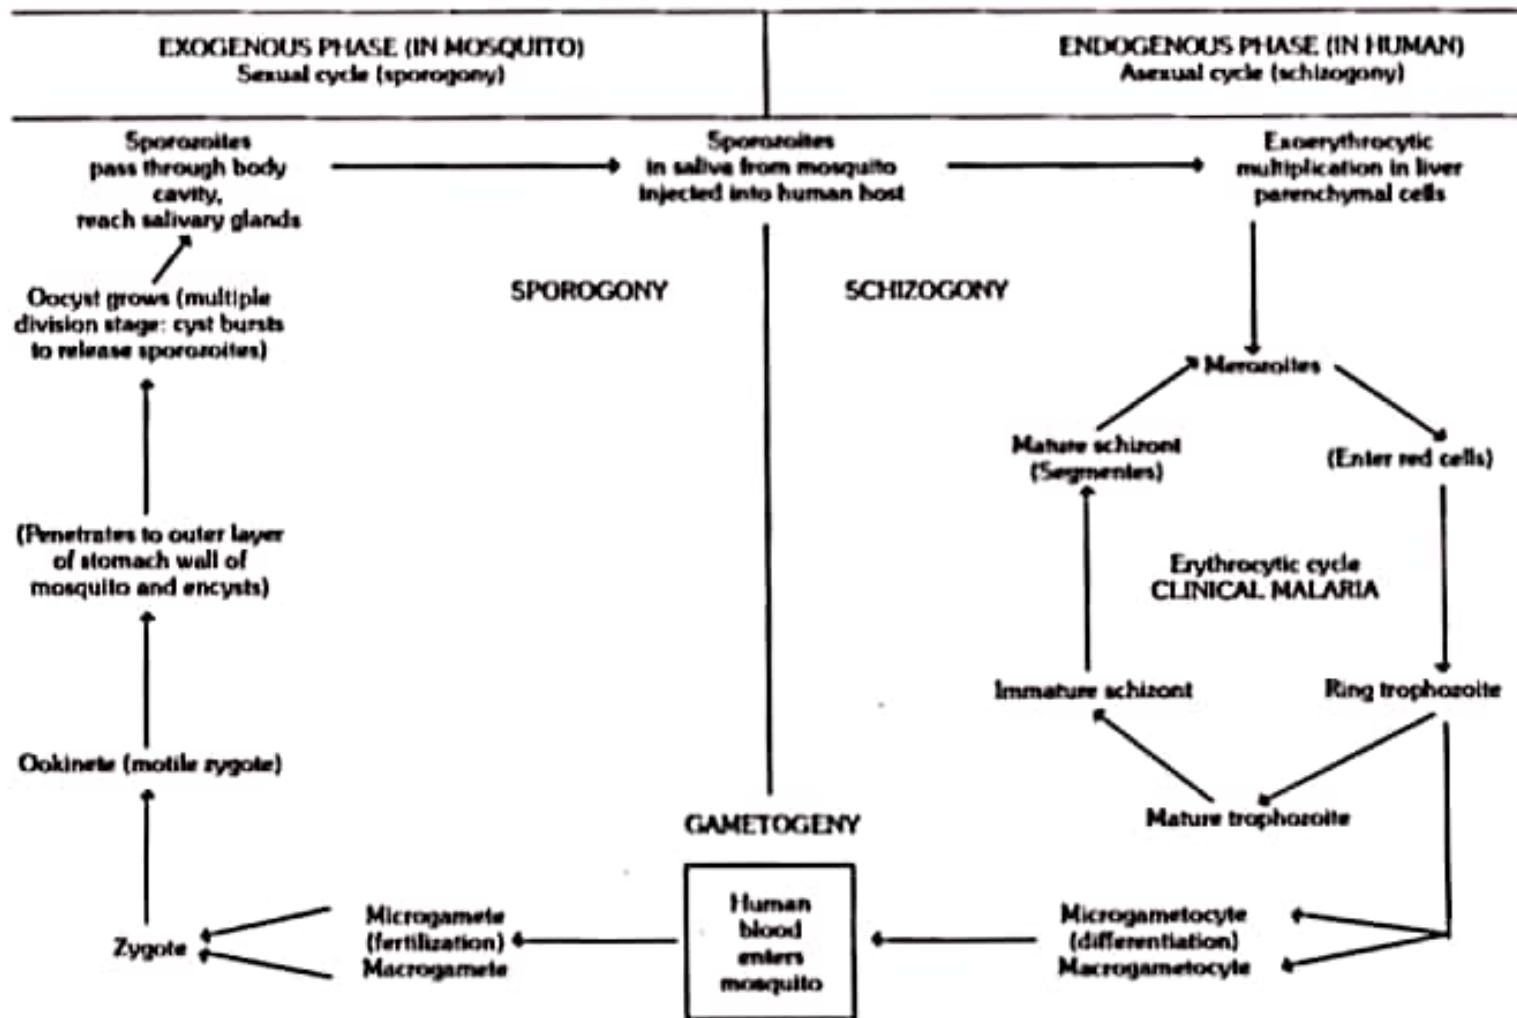 EXOGENOUS PHASE (IN MOSQUITO)
Sexual cycle (sporogony)
ENDOGENOUS PHASE (IN HUMAN)
Asexual cycle (schizogony)
Sporozoites
pass through body
cavity,
reach salivary glands
Sporozoites
in saliva from mosquito
injected into human host
Exoerythrocytic
multiplication in liver
parenchymal cells
Oocyst grows (multiple
division stage: cyst bursts
to release sporozoites)
SPOROGONY
SCHIZOGONY
Merozoites
Mature schizont
(Segmentes)
(Enter red cells)
(Penetrates to outer layer
of stomach wall of
mosquito and encysts)
Erythrocytic cycle
CLINICAL MALARIA
Immature schizont
Ring trophozoite
Ookinete (motile zygote)
Mature trophozoite
GAMETOGENY
Zygote
Microgamete
(fertilization)
Macrogamete
Human
blood
enters
mosquito
Microgametocyte
(differentiation)
Macrogametocyte